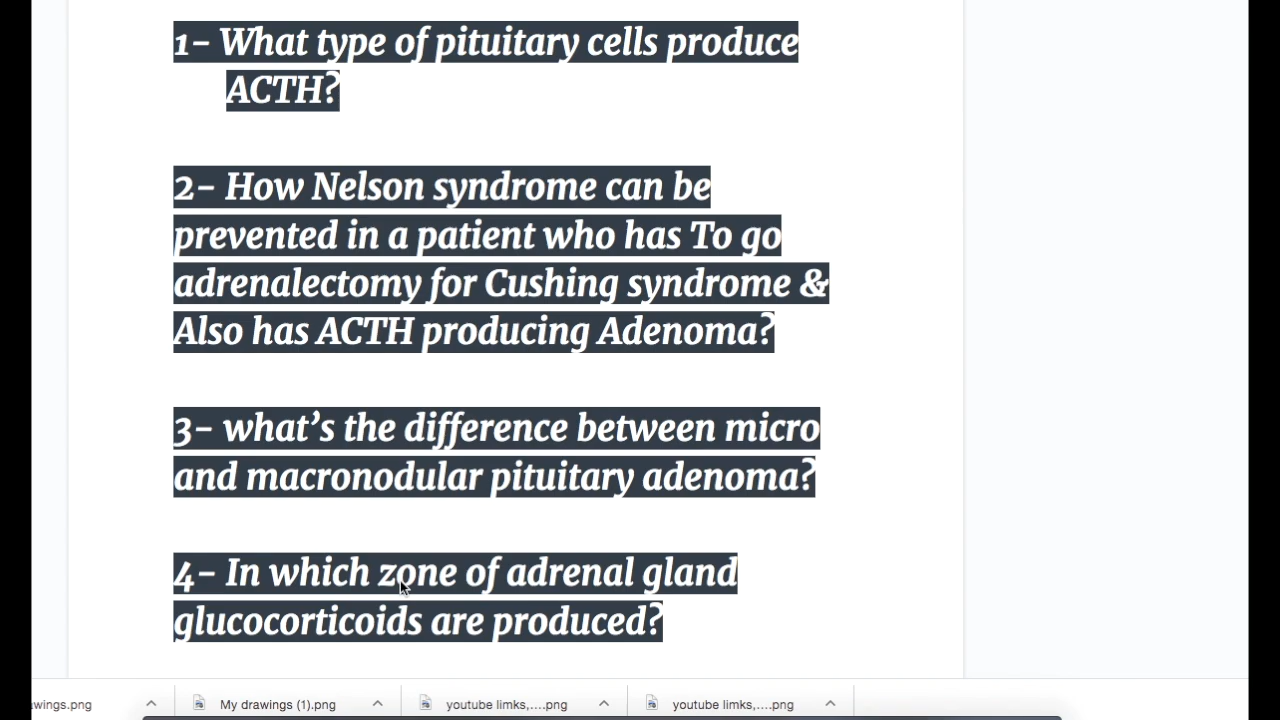 1- What type of pituitary cells produce
ACTH?
2- How Nelson syndrome can be
prevented in a patient who has To go
adrenalectomy for Cushing syndrome &
Also has ACTH producing Adenoma?
3- what’s the difference between micro
and macronodular pituitary adenoma?
4- In which zone of adrenal gland
glucocorticoids are produced?
awings.png My drawings (1).png youtube limks,....png youtube limks,....png